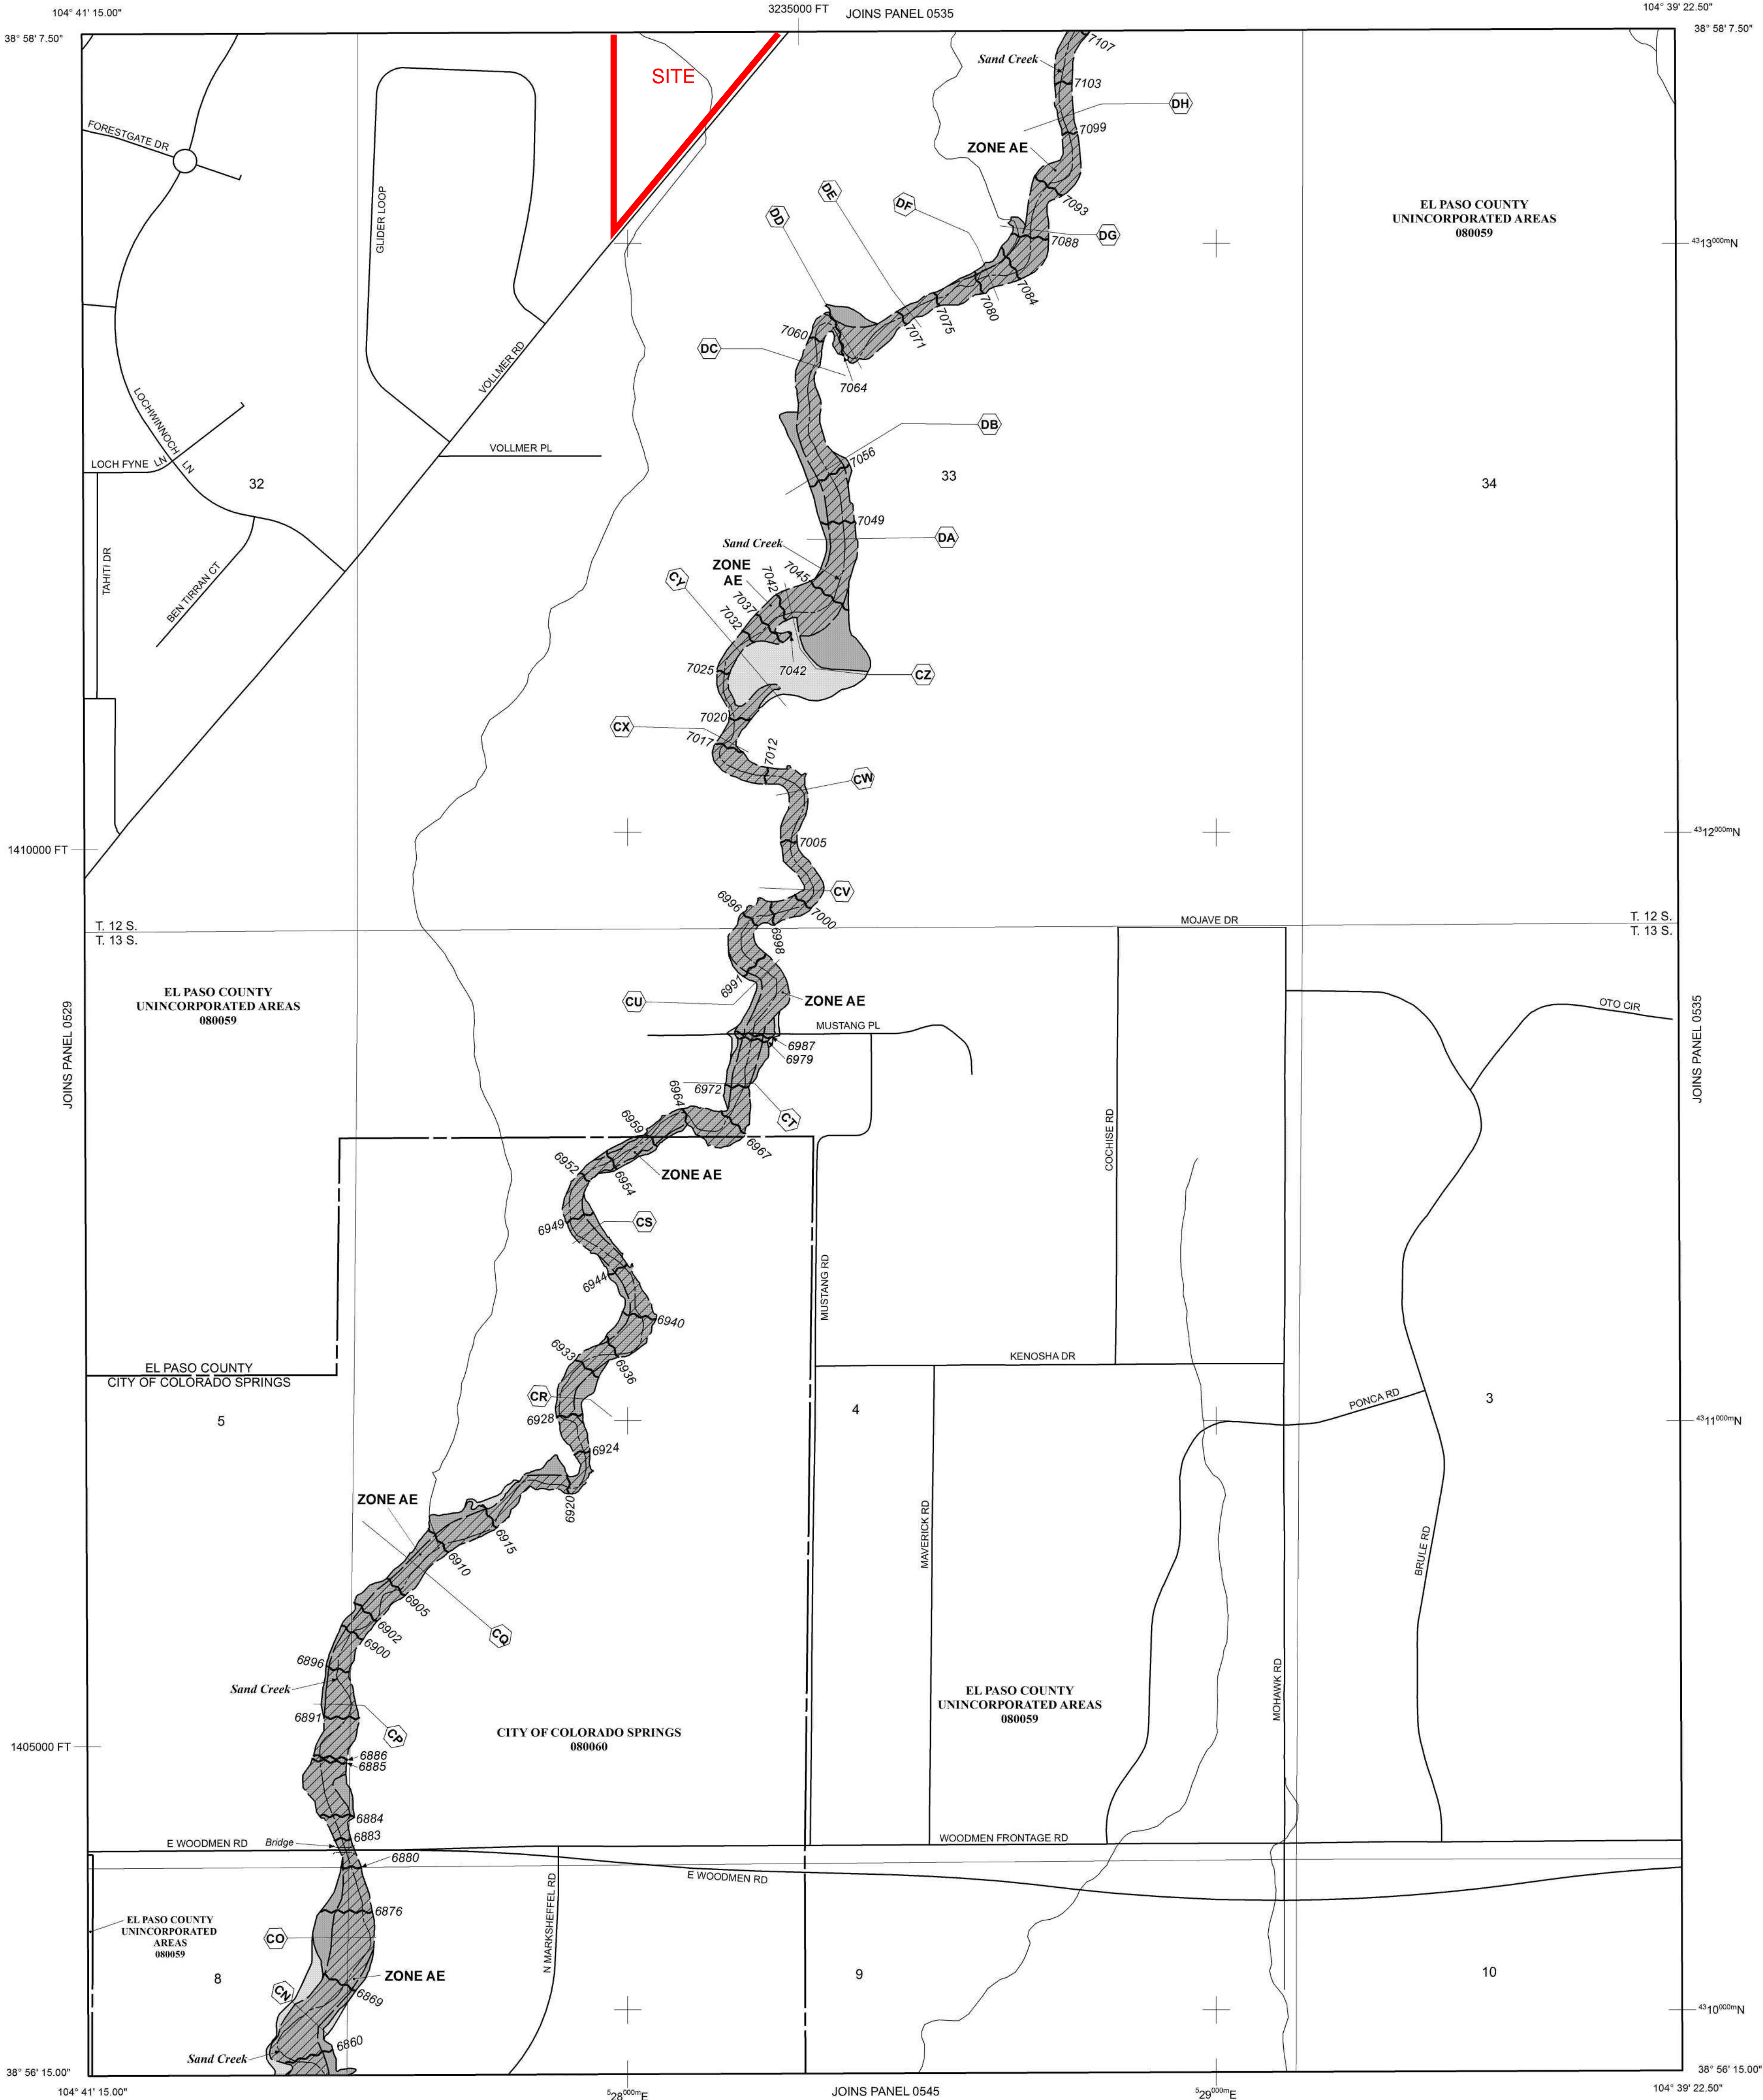 104° 41' 15.00"
3235000 FT
JOINS PANEL 0535
104° 39' 22.50"
38° 58' 7.50"
38° 58' 7.50"
SITE
7107
Sand Creek
7103
DH
FORESTGATE DR
7099
ZONE AE
GLIDER LOOP
DE
7093
DF
DD
EL PASO COUNTY
UNINCORPORATED AREAS
080059
DG
7088
4313000mN
7084
7080
7075
7071
7060
DC
7064
VOLLMER RD
LOCHWINNOCH LN
DB
VOLLMER PL
7056
LOCH FYNE LN
32
33
34
7049
DA
Sand Creek
ZONE
AE
TAHITI DR
BEN TIRRAN CT
CY
7042
7045
7037
7032
7025
7042
CZ
7020
CX
7017
7012
CW
7005
4312000mN
1410000 FT
CV
6996
7000
MOJAVE DR
T. 12 S.
T. 13 S.
T. 12 S.
T. 13 S.
6998
6991
EL PASO COUNTY
UNINCORPORATED AREAS
080059
CU
ZONE AE
OTO CIR
MUSTANG PL
6987
6979
JOINS PANEL 0529
JOINS PANEL 0535
6972
6964
CT
6959
6967
COCHISE RD
6952
6954
ZONE AE
CS
6949
6944
MUSTANG RD
6940
6933
6936
KENOSHA DR
EL PASO COUNTY
CITY OF COLORADO SPRINGS
CR
PONCA RD
5
4
3
6928
4311000mN
6924
ZONE AE
6920
6915
6910
MAVERICK RD
BRULE RD
6905
6902
CQ
6900
6896
Sand Creek
MOHAWK RD
EL PASO COUNTY
UNINCORPORATED AREAS
080059
6891
CP
CITY OF COLORADO SPRINGS
080060
1405000 FT
6886
6885
6884
6883
E WOODMEN RD
Bridge
WOODMEN FRONTAGE RD
6880
E WOODMEN RD
N MARKSHEFFEL RD
6876
EL PASO COUNTY
UNINCORPORATED
AREAS
080059
CO
8
ZONE AE
9
10
CN
6869
4310000mN
6860
Sand Creek
38° 56' 15.00"
38° 56' 15.00"
104° 41' 15.00"
528000mE
JOINS PANEL 0545
529000mE
104° 39' 22.50"